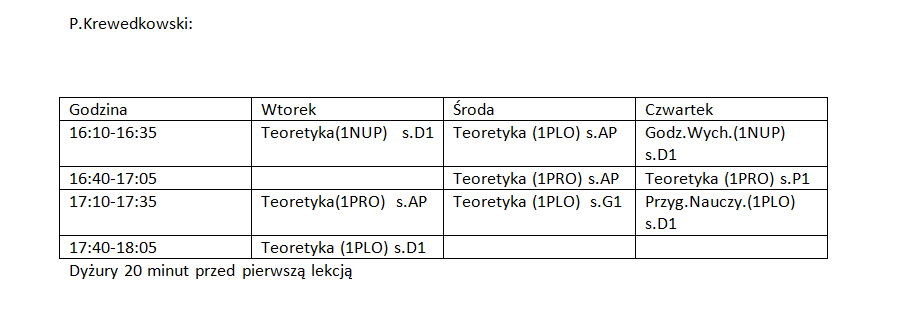 P.Krewedkowski:
Godzina Wtorek Środa Czwartek
16:10-16:35 Teoretyka(1NUP) s.D1 Teoretyka (1PLO) s.AP Godz.Wych.(1NUP)
s.D1
16:40-17:05 Teoretyka (1PRO) s.AP Teoretyka (1PRO) s.P1
17:10-17:35 Teoretyka(1PRO) s.AP Teoretyka (1PLO) s.G1 Przyg.Nauczy.(1PLO)
s.D1
17:40-18:05 Teoretyka (1PLO) s.D1
Dyżury 20 minut przed pierwszą lekcją